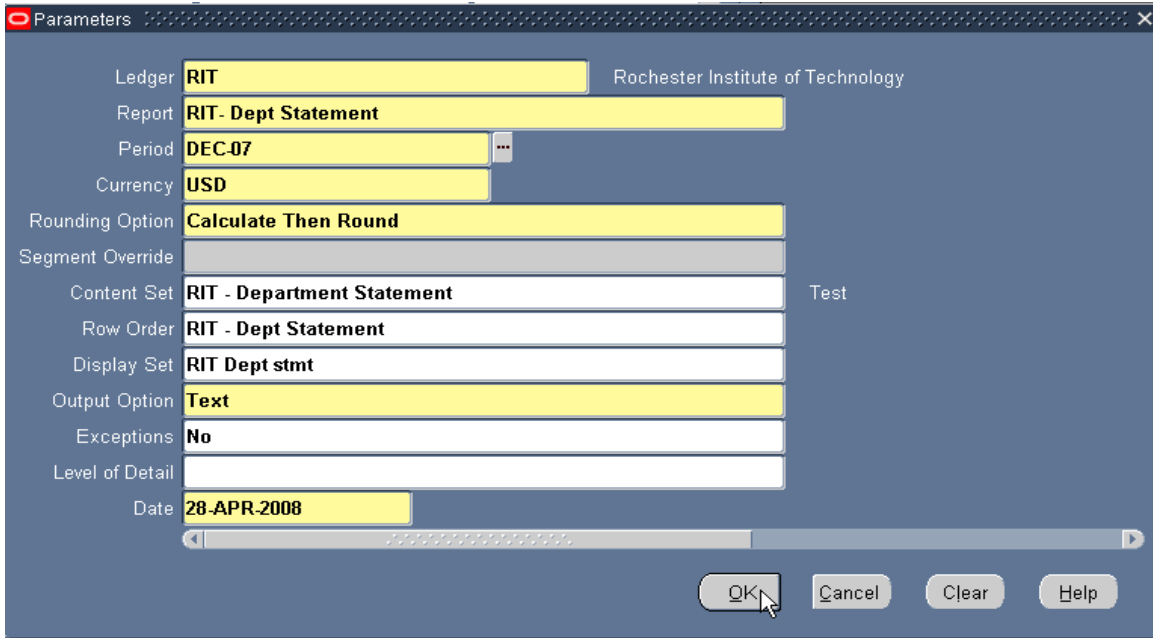 Parameters
Ledger RIT Rochester Institute of Technology
Report RIT- Dept Statement
Period DEC-07 ...
Currency USD
Rounding Option Calculate Then Round
Segment Override
Content Set RIT - Department Statement Test
Row Order RIT - Dept Statement
Display Set RIT Dept stmt
Output Option Text
Exceptions No
Level of Detail
Date 28-APR-2008
OK Cancel Clear Help